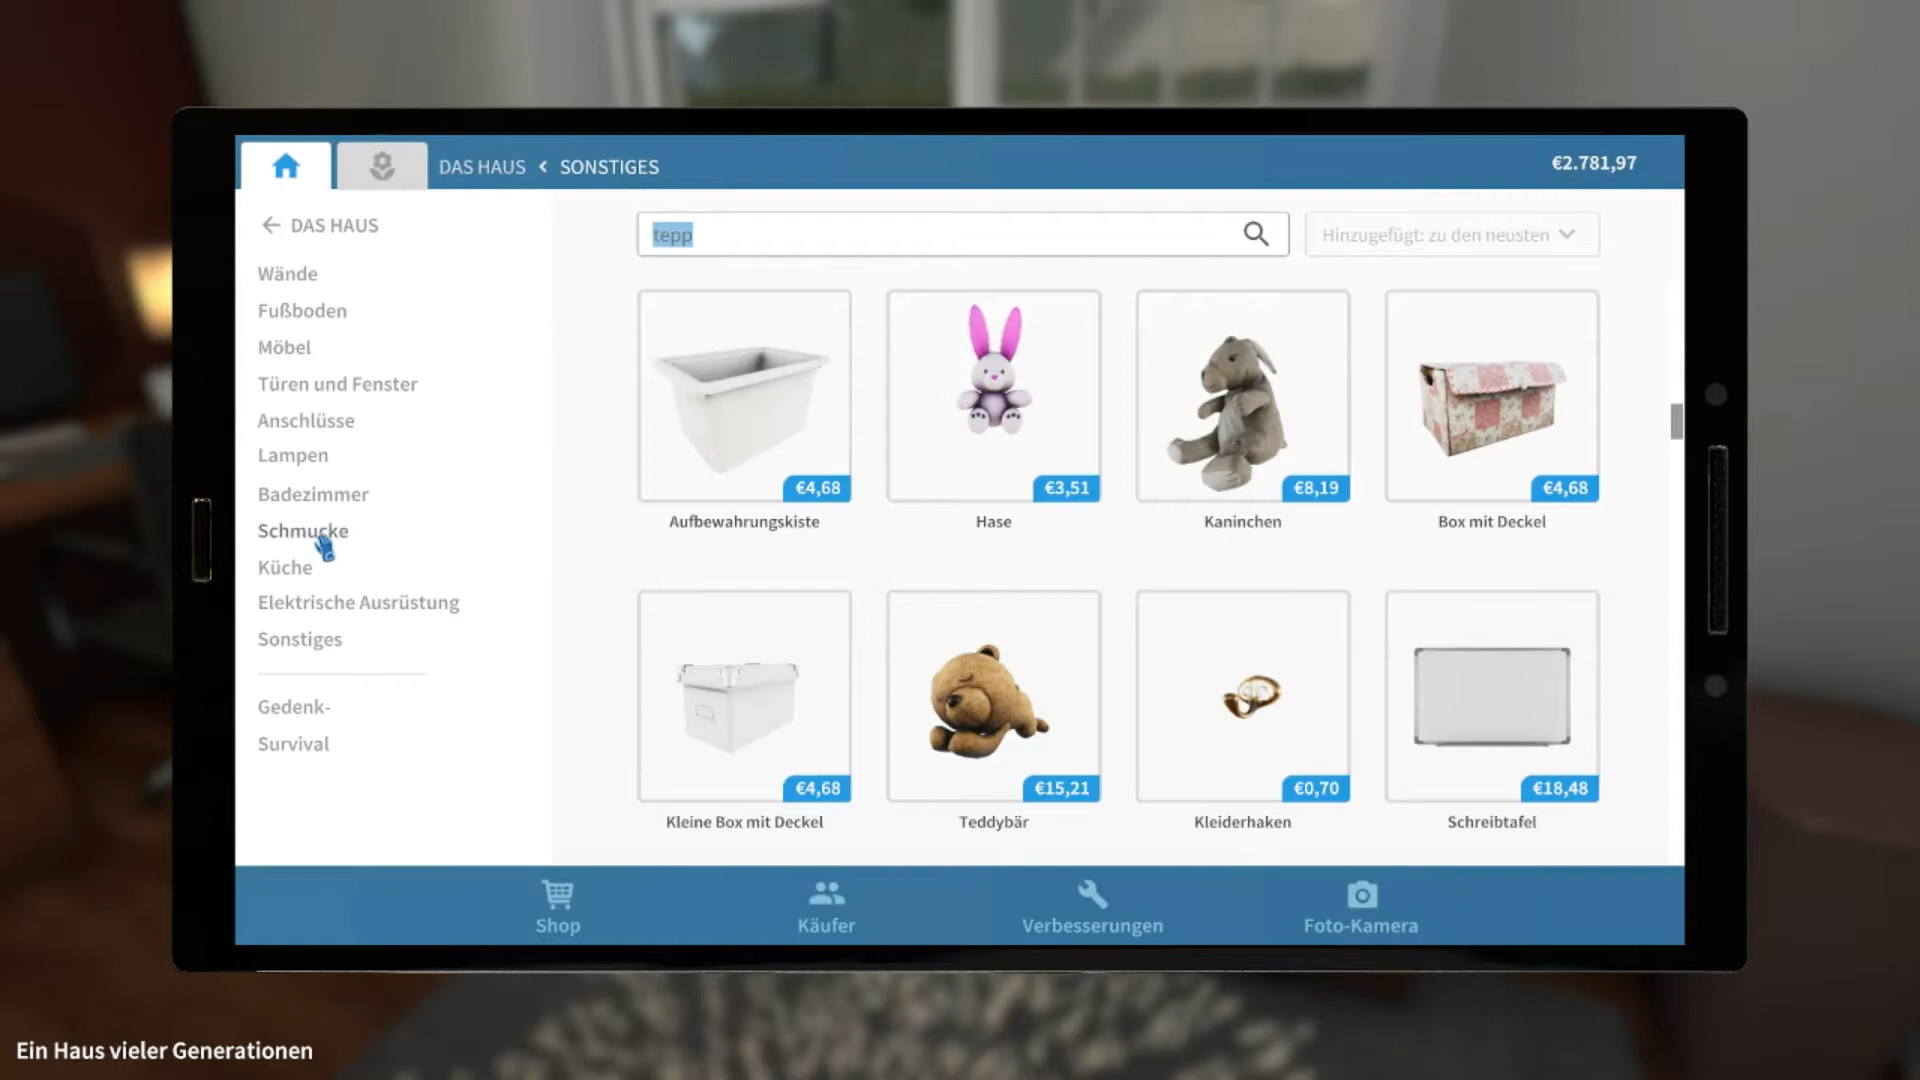 DAS HAUS < SONSTIGES
€2.781,97
DAS HAUS
Wände
Fußboden
Möbel
Türen und Fenster
Anschlüsse
Lampen
Badezimmer
Schmucke
Küche
Elektrische Ausrüstung
Sonstiges
Gedenk-
Survival
tepp
Hinzugefügt: zu den neusten
€4,68
€3,51
€8,19
€4,68
Aufbewahrungskiste
Hase
Kaninchen
Box mit Deckel
€4,68
€15,21
€0,70
€18,48
Kleine Box mit Deckel
Teddybär
Kleiderhaken
Schreibtafel
Shop
Käufer
Verbesserungen
Foto-Kamera
Ein Haus vieler Generationen